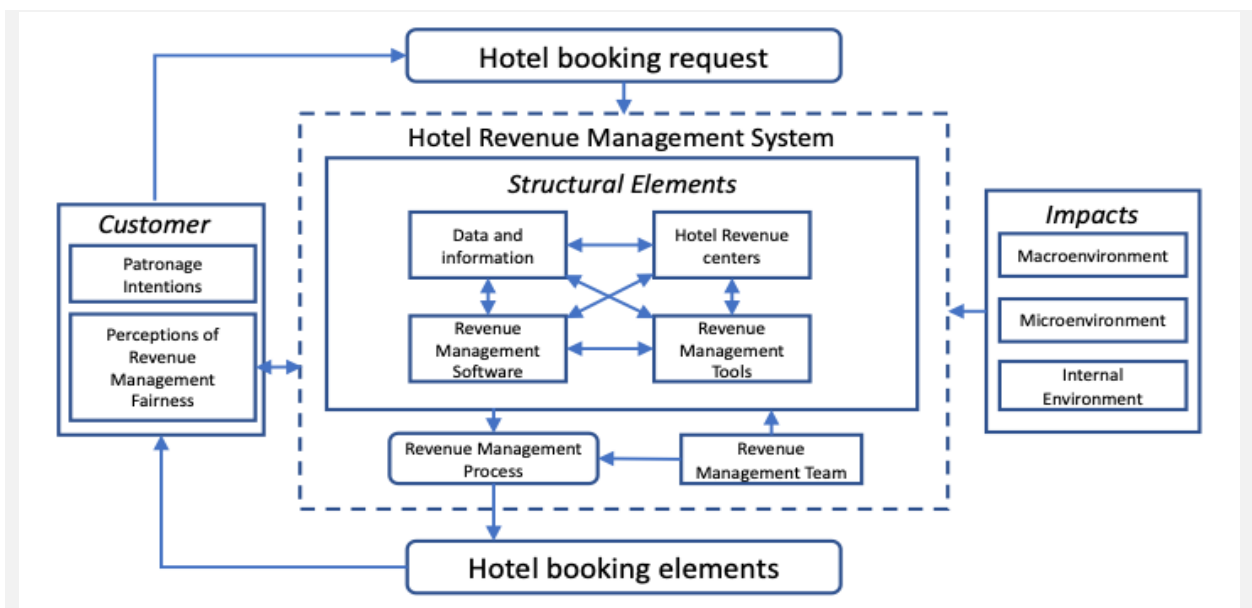 Hotel booking request
Hotel Revenue Management System
Structural Elements
Data and
information
Hotel Revenue
centers
Revenue
Management
Software
Revenue
Management
Tools
Customer
Patronage
Intentions
Perceptions of
Revenue
Management
Fairness
Impacts
Macroenvironment
Microenvironment
Internal
Environment
Revenue Management
Process
Revenue
Management Team
Hotel booking elements